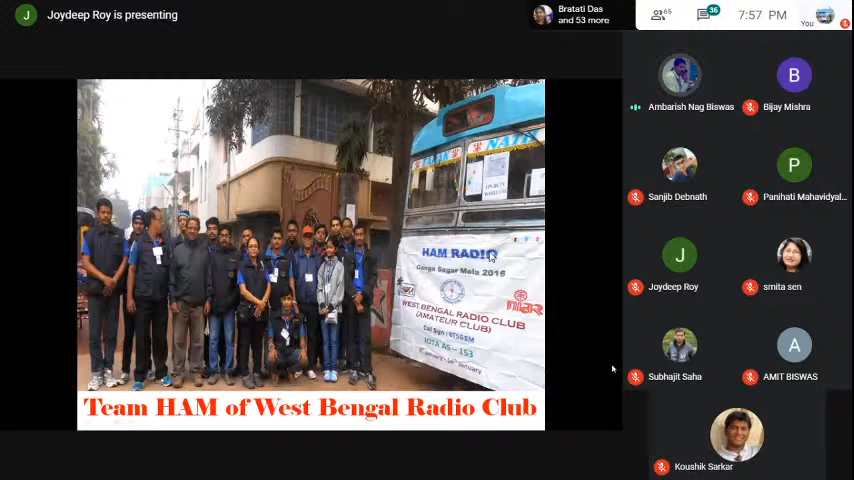 Joydeep Roy is presenting
Bratati Das
and 53 more
65
36
7:57 PM
You
HAM RADIO
Ganga Sagar Mela 2016
WEST BENGAL RADIO CLUB
(AMATEUR CLUB)
IOTA AS - 153
Team HAM of West Bengal Radio Club
Ambarish Nag Biswas
B
Bijay Mishra
Sanjib Debnath
P
Panihati Mahavidyal...
J
Joydeep Roy
smita sen
Subhajit Saha
A
AMIT BISWAS
Koushik Sarkar
J